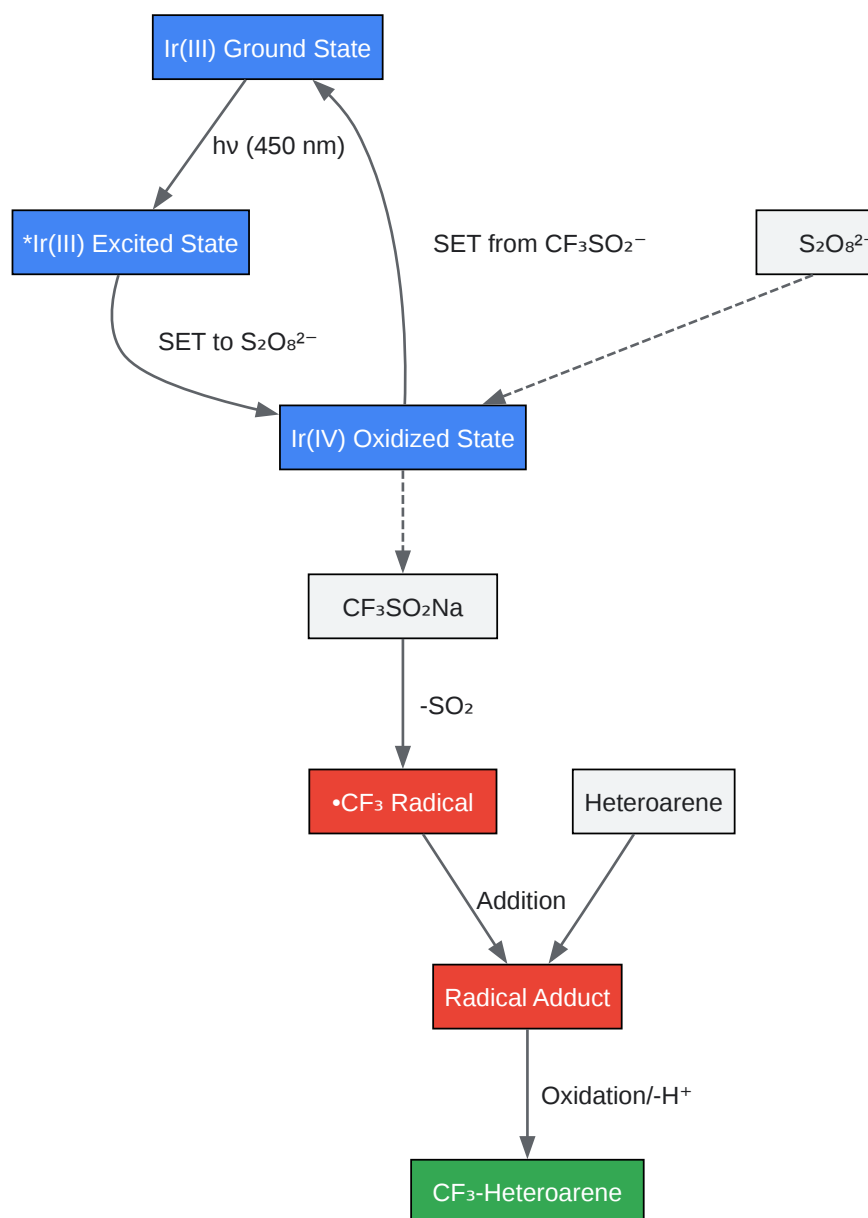 Ir(III) Ground State
hν (450 nm)
*Ir(III) Excited State
SET from CF₃SO₂⁻
S₂O₈²⁻
SET to S₂O₈²⁻
Ir(IV) Oxidized State
CF₃SO₂Na
-SO₂
•CF₃ Radical
Heteroarene
Addition
Radical Adduct
Oxidation/-H⁺
CF₃-Heteroarene